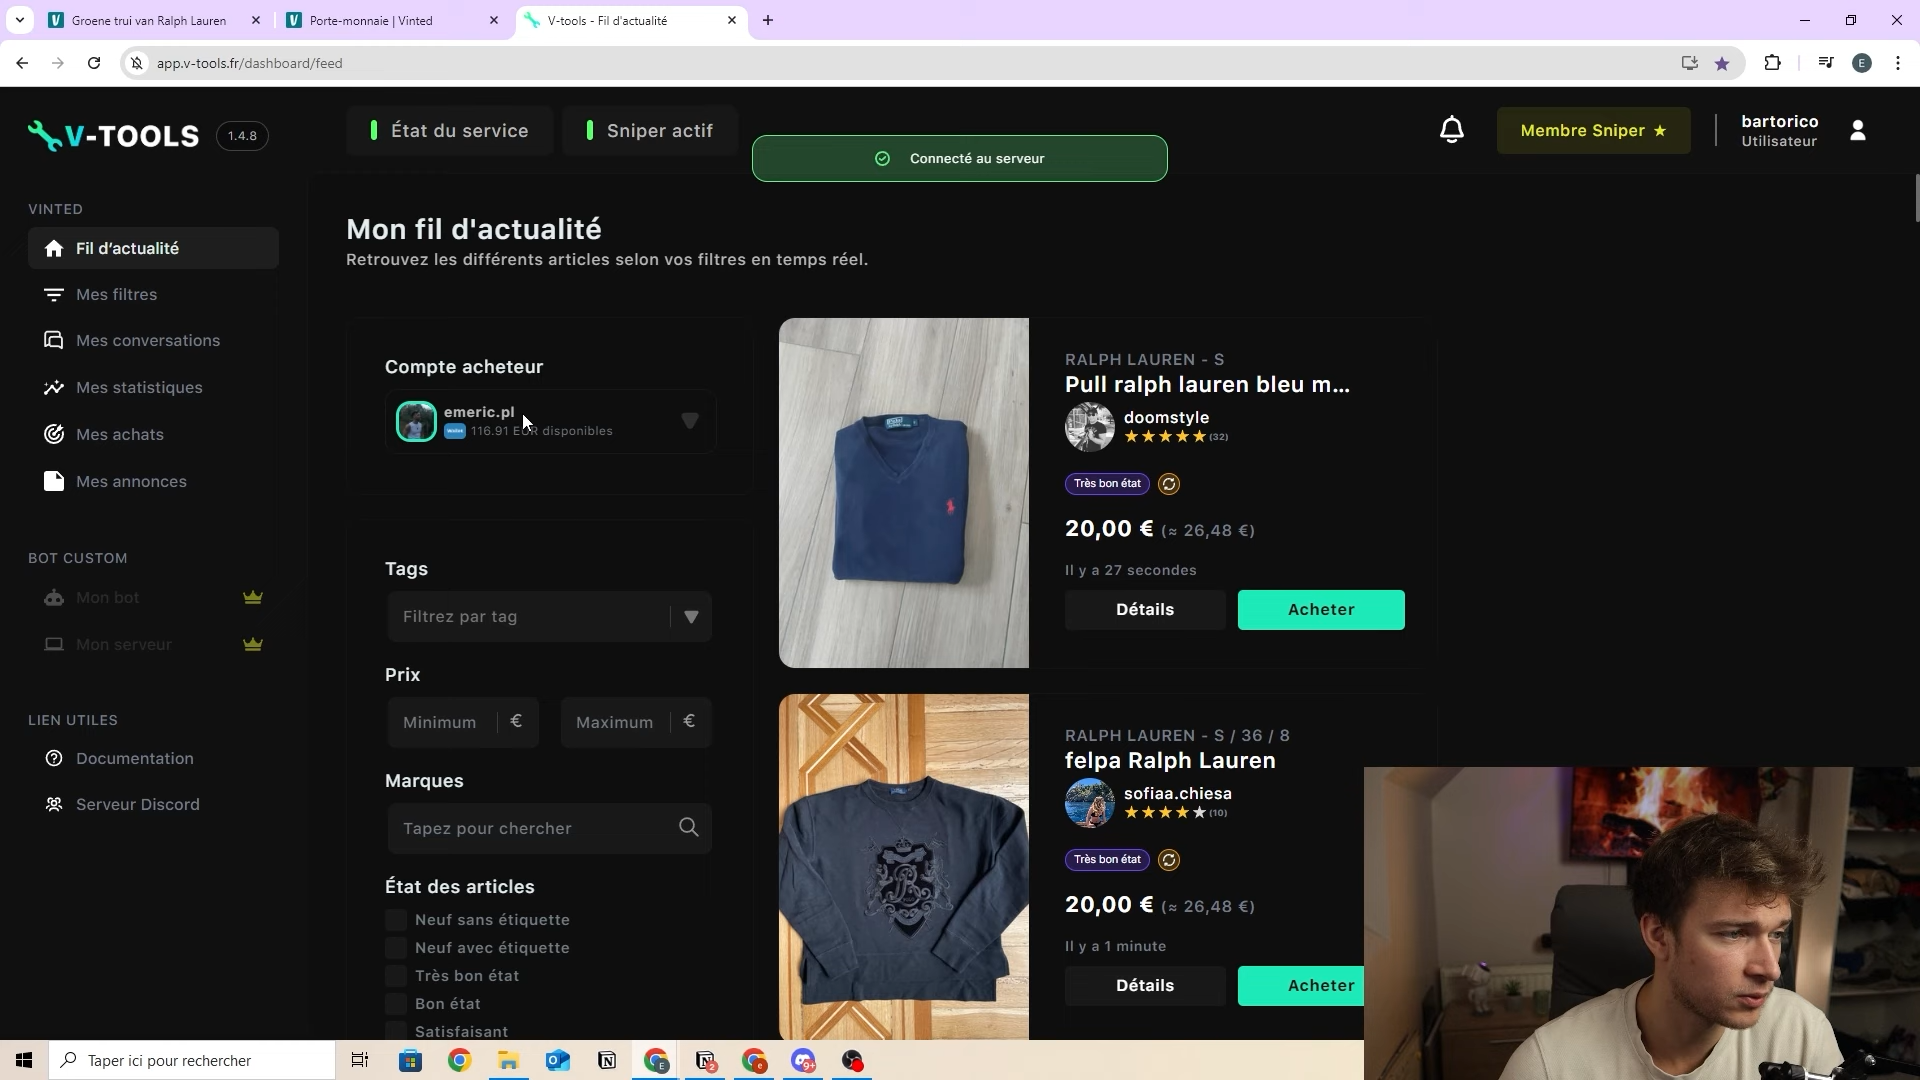 Groene trui van Ralph Lauren
Porte-monnaie | Vinted
V-tools - Fil d'actualité
app.v-tools.fr/dashboard/feed
E
V-TOOLS
1.4.8
État du service
Sniper actif
Connecté au serveur
Membre Sniper ★
bartorico
Utilisateur
VINTED
Fil d'actualité
Mes filtres
Mes conversations
Mes statistiques
Mes achats
Mes annonces
BOT CUSTOM
Mon bot
Mon serveur
LIEN UTILES
Documentation
Serveur Discord
Mon fil d'actualité
Retrouvez les différents articles selon vos filtres en temps réel.
Compte acheteur
emeric.pl
116.91 EUR disponibles
Tags
Filtrez par tag
Prix
Minimum €
Maximum €
Marques
Tapez pour chercher
État des articles
Neuf sans étiquette
Neuf avec étiquette
Très bon état
Bon état
Satisfaisant
RALPH LAUREN - S
Pull ralph lauren bleu m...
doomstyle
(32)
Très bon état
20,00 € (≈ 26,48 €)
Il y a 27 secondes
Détails
Acheter
RALPH LAUREN - S / 36 / 8
felpa Ralph Lauren
sofiaa.chiesa
(10)
Très bon état
20,00 € (≈ 26,48 €)
Il y a 1 minute
Détails
Acheter
Taper ici pour rechercher